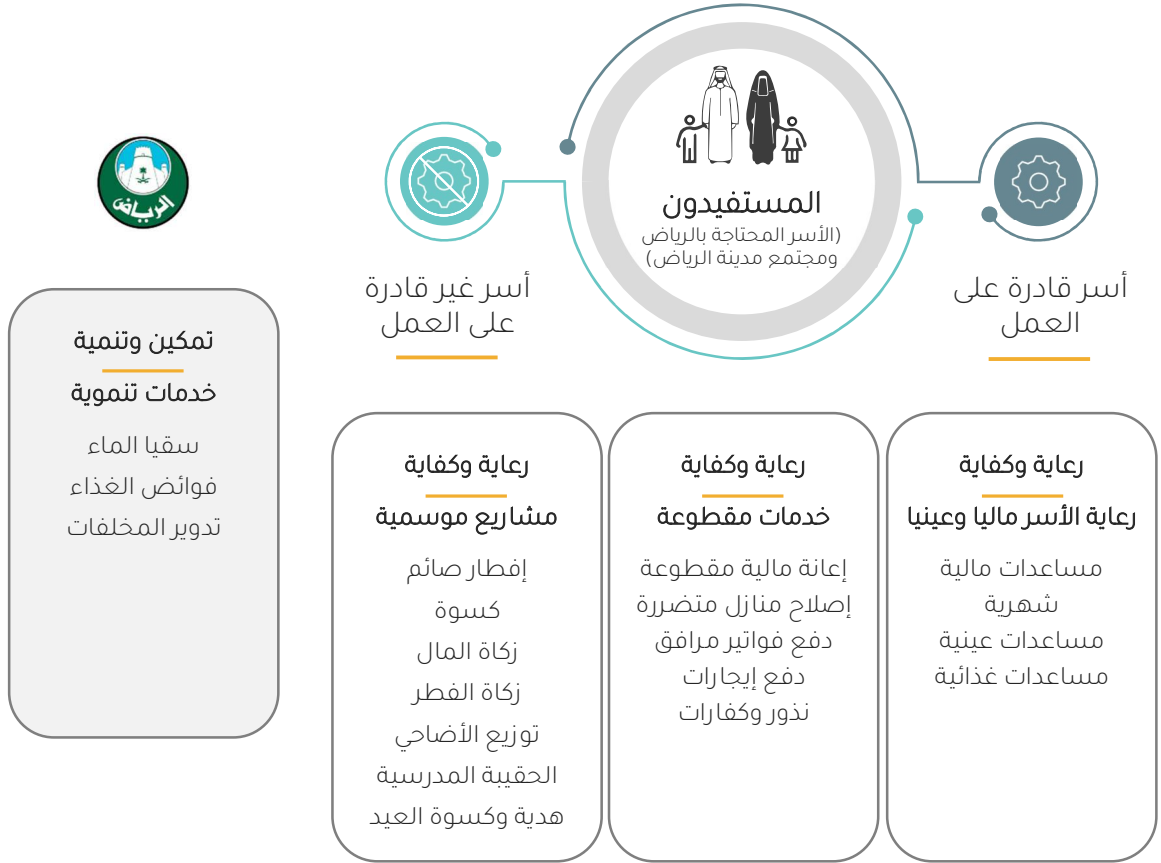 المستفيدون
(الأسر المحتاجة بالرياض
ومجتمع مدينة الرياض)
أسر قادرة على
العمل
أسر غير قادرة
على العمل
الرياض
رعاية وكفاية
رعاية الأسر ماليا وعينيا
مساعدات مالية
شهرية
مساعدات عينية
مساعدات غذائية
رعاية وكفاية
خدمات مقطوعة
إعانة مالية مقطوعة
إصلاح منازل متضررة
دفع فواتير مرافق
دفع إيجارات
نذور وكفارات
رعاية وكفاية
مشاريع موسمية
إفطار صائم
كسوة
زكاة المال
زكاة الفطر
توزيع الأضاحي
الحقيبة المدرسية
هدية وكسوة العيد
تمكين وتنمية
خدمات تنموية
سقيا الماء
فوائض الغذاء
تدوير المخلفات